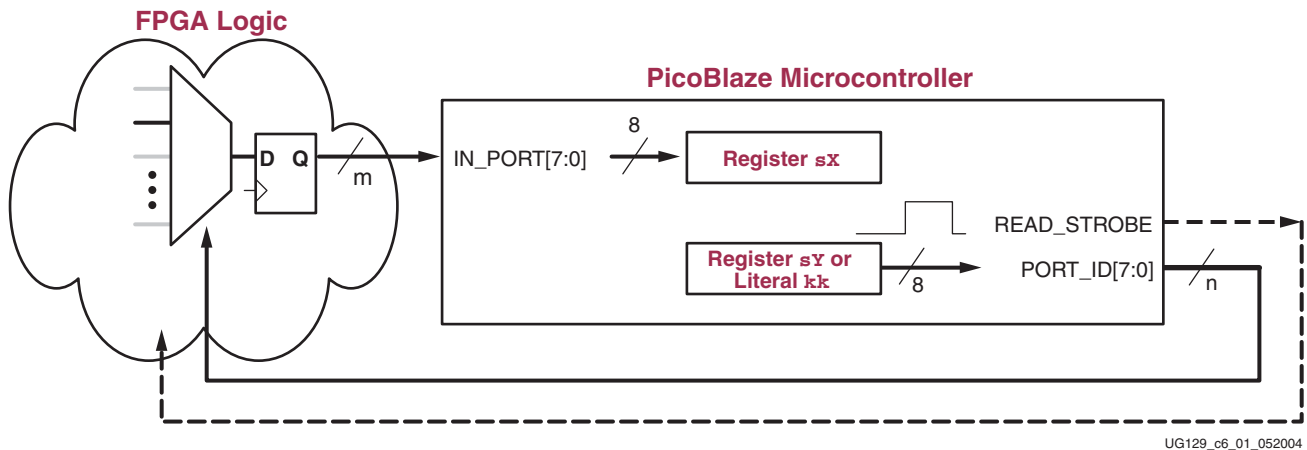 FPGA Logic
PicoBlaze Microcontroller
D Q
m
IN_PORT[7:0]
8
Register sX
READ_STROBE
Register sY or
Literal kk
8
PORT_ID[7:0]
n
UG129_c6_01_052004